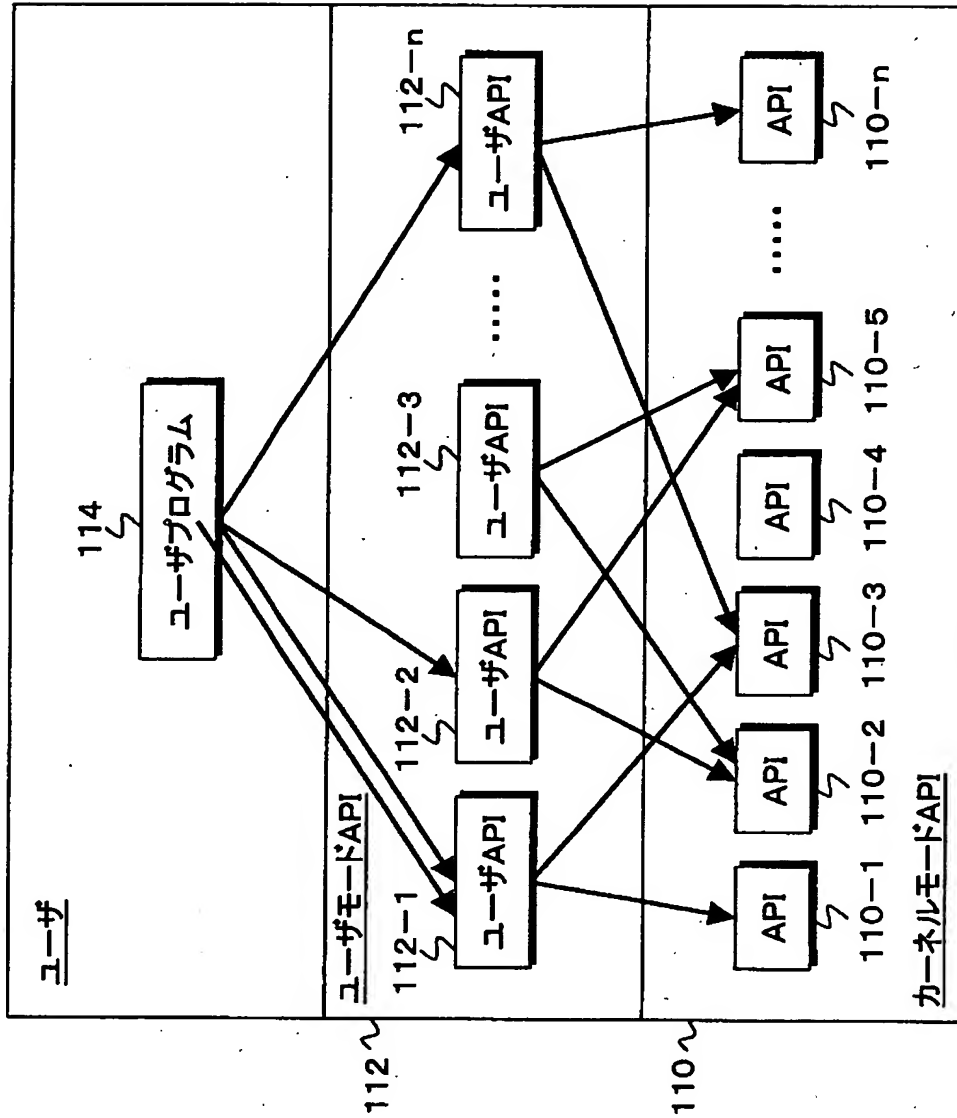 ユーザ
114
ユーザプログラム
112
ユーザモードAPI
112-1
112-2
112-3
112-n
ユーザAPI
ユーザAPI
ユーザAPI
.....
ユーザAPI
110
API
API
API
API
API
.....
API
110-1
110-2
110-3
110-4
110-5
110-n
カーネルモードAPI